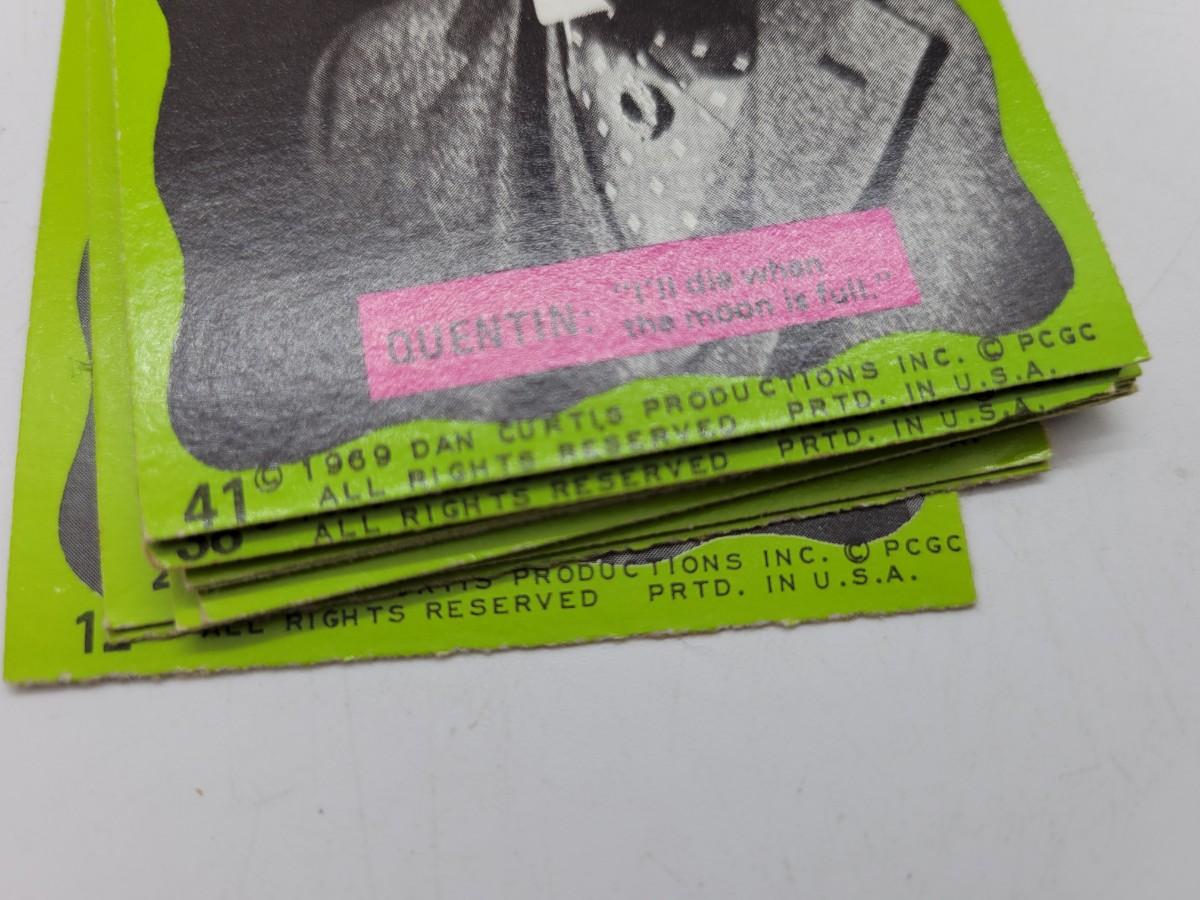 QUENTIN: "I'll die when
the moon is full."
© 1969 DAN CURTIS PRODUCTIONS INC. © PCGC
41 ALL RIGHTS RESERVED PRTD. IN U.S.A.
ALL RIGHTS RESERVED PRTD. IN U.S.A.
PRODUCTIONS INC. © PCGC
ALL RIGHTS RESERVED PRTD. IN U.S.A.